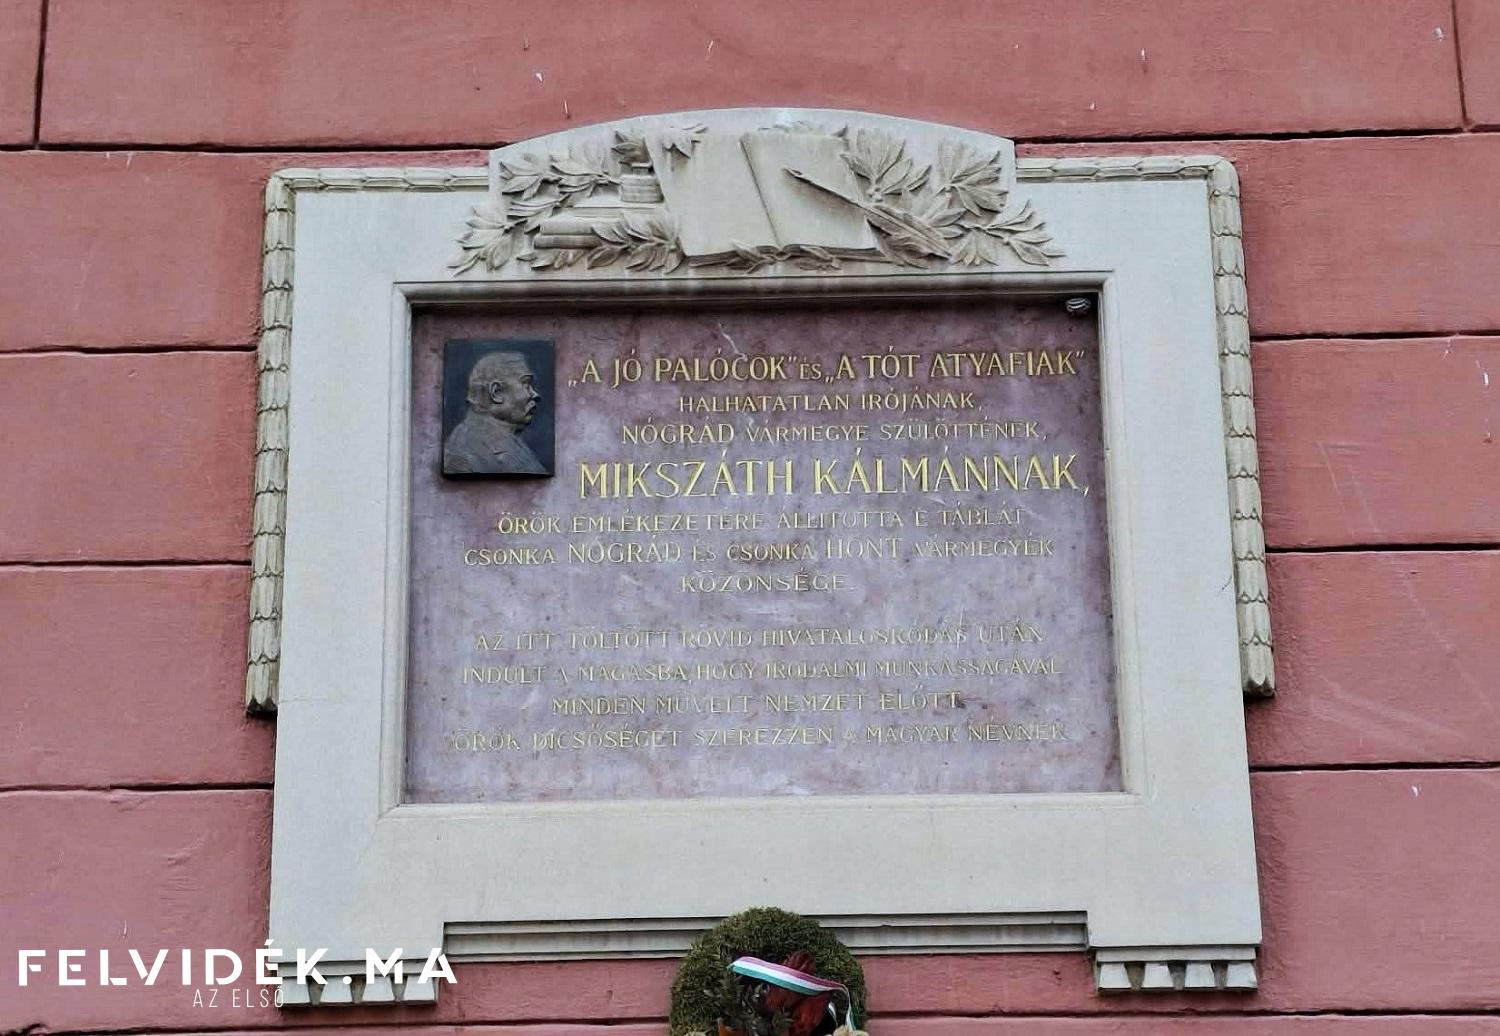 „A JÓ PALÓCOK" ÉS „A TÓT ATYAFIAK"
HALHATATLAN IRÓJÁNAK,
NÓGRÁD VÁRMEGYE SZÜLÖTTÉNEK,
MIKSZÁTH KÁLMÁNNAK,
ÖRÖK EMLÉKEZETÉRE ÁLLITOTTA E TÁBLÁT
CSONKA NÓGRÁD ÉS CSONKA HONT VÁRMEGYÉK
KÖZÖNSÉGE.
AZ ITT TÖLTÖTT RÖVID HIVATALOSKODÁS UTÁN
INDULT A MAGASBA, HOGY IRODALMI MUNKÁSSÁGÁVAL
MINDEN MŰVELT NEMZET ELŐTT
ÖRÖK DICSŐSÉGET SZEREZZEN A MAGYAR NÉVNEK
FELVIDÉK.MA
AZ ELSŐ